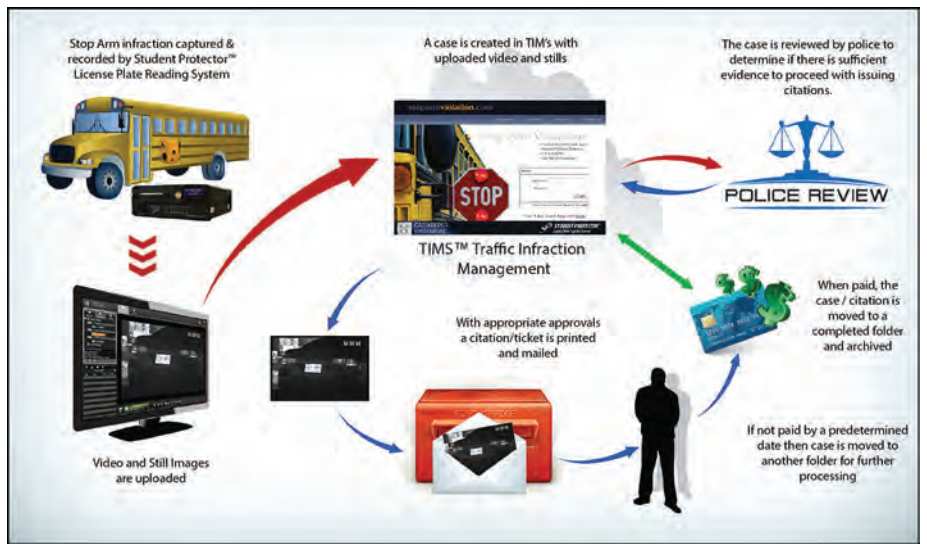 Stop Arm infraction captured &
recorded by Student Protector™
License Plate Reading System
A case is created in TIM's with
uploaded video and stills
The case is reviewed by police to
determine if there is sufficient
evidence to proceed with issuing
citations.
STOP
STUDENT PROTECTOR
POLICE REVIEW
TIMS™ Traffic Infraction
Management
Video and Still Images
are uploaded
With appropriate approvals
a citation/ticket is printed
and mailed
When paid, the
case / citation is
moved to a
completed folder
and archived
If not paid by a predetermined
date then case is moved to
another folder for further
processing